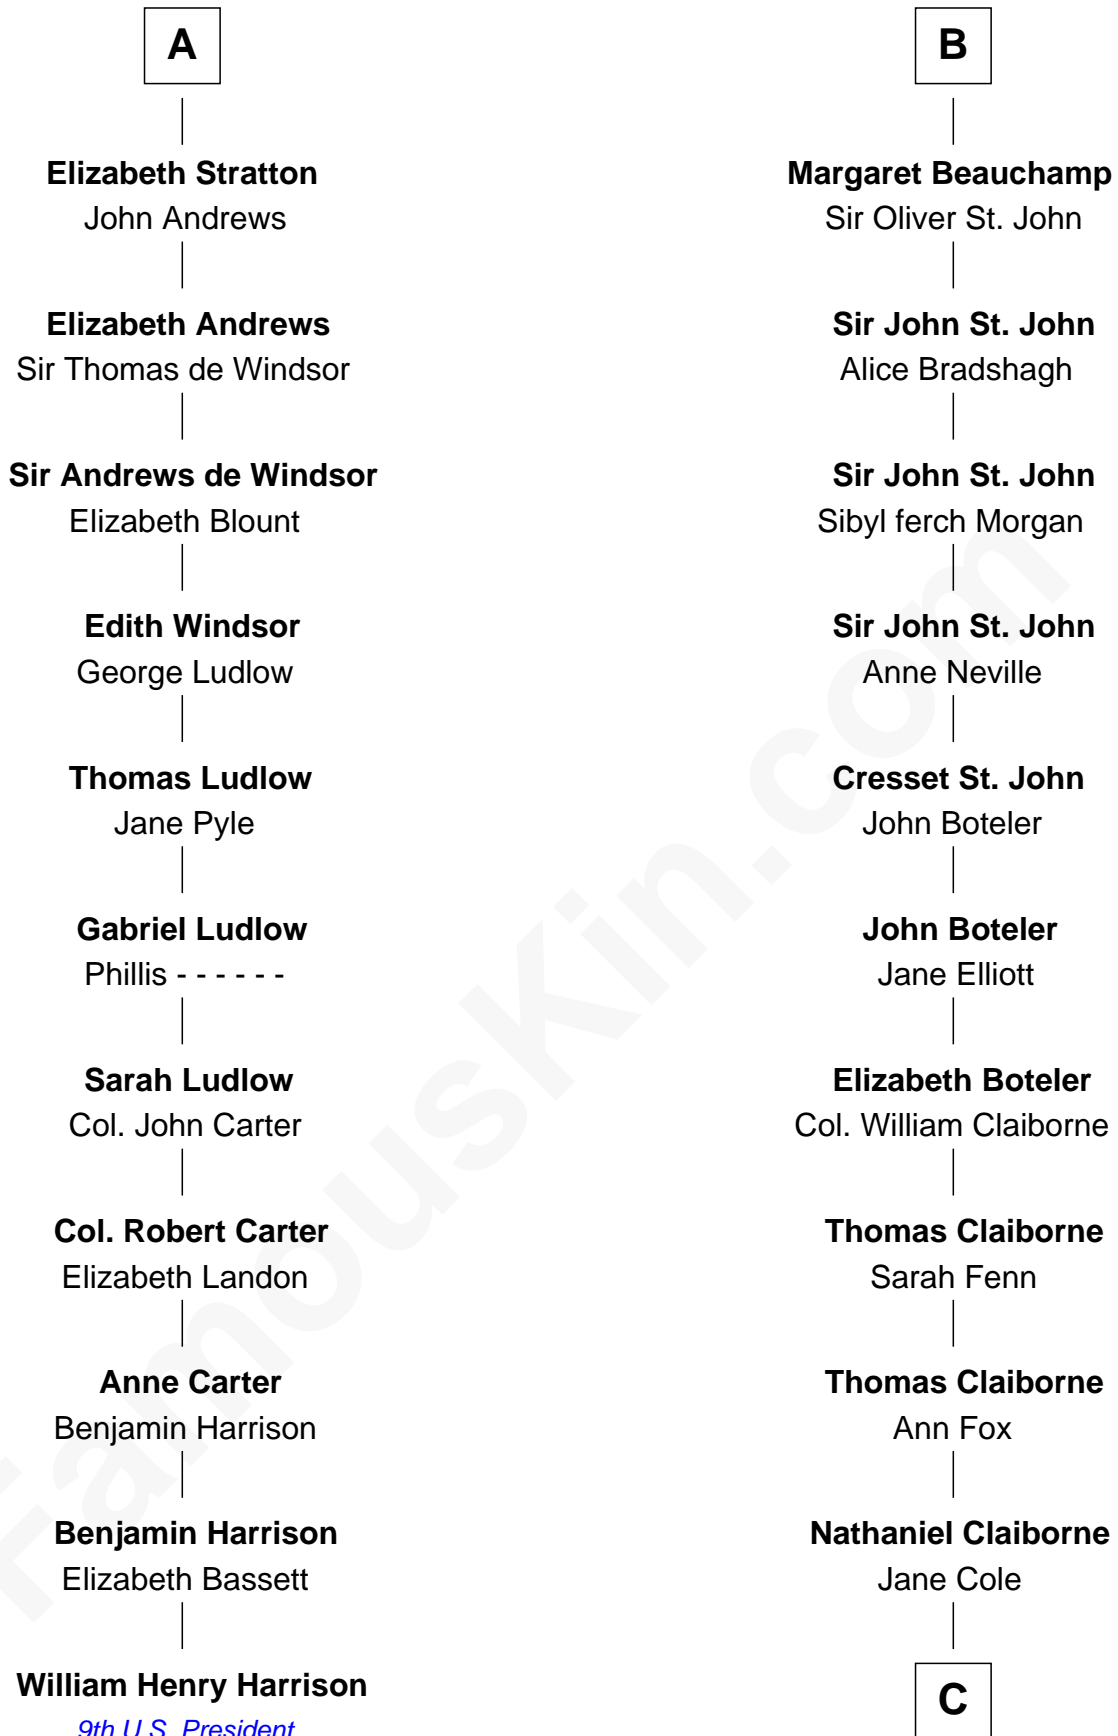 A
Elizabeth Stratton
John Andrews
Elizabeth Andrews
Sir Thomas de Windsor
Sir Andrews de Windsor
Elizabeth Blount
Edith Windsor
George Ludlow
Thomas Ludlow
Jane Pyle
Gabriel Ludlow
Phillis - - - - - -
Sarah Ludlow
Col. John Carter
Col. Robert Carter
Elizabeth Landon
Anne Carter
Benjamin Harrison
Benjamin Harrison
Elizabeth Bassett
William Henry Harrison
9th U.S. President
B
Margaret Beauchamp
Sir Oliver St. John
Sir John St. John
Alice Bradshagh
Sir John St. John
Sibyl ferch Morgan
Sir John St. John
Anne Neville
Cresset St. John
John Boteler
John Boteler
Jane Elliott
Elizabeth Boteler
Col. William Claiborne
Thomas Claiborne
Sarah Fenn
Thomas Claiborne
Ann Fox
Nathaniel Claiborne
Jane Cole
C
FamousKin.com